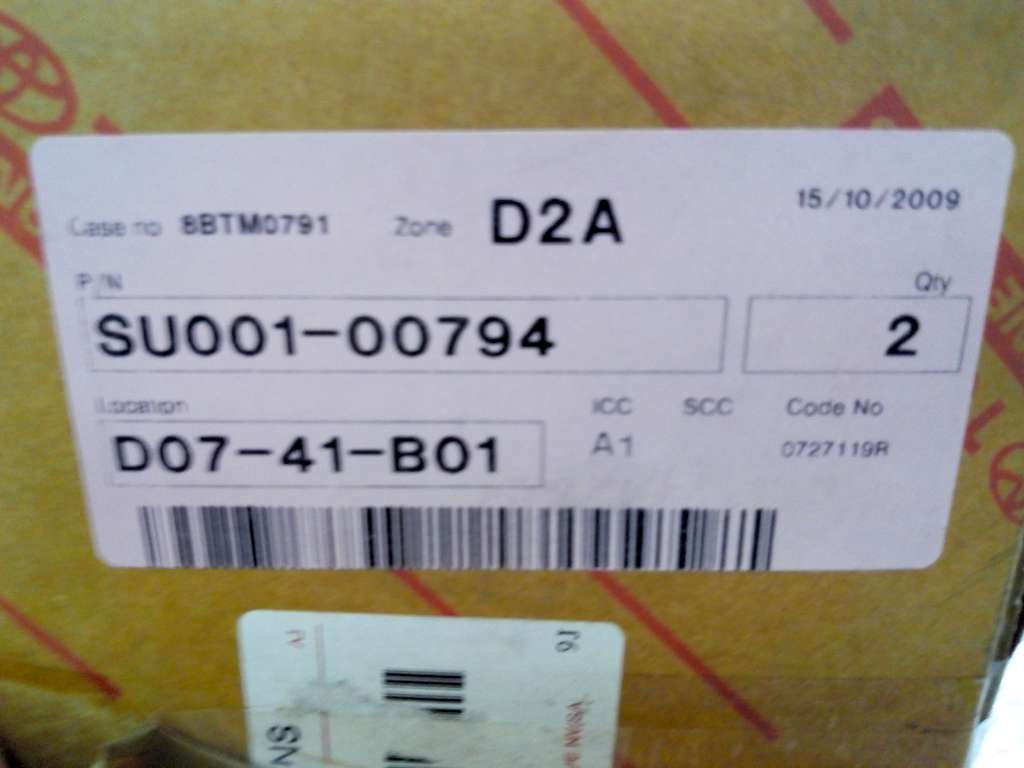 15/10/2009
Case no 8BTM0791 Zone D2A
P/N Qty
SU001-00794 2
Location ICC SCC Code No
D07-41-B01 A1 0727119R